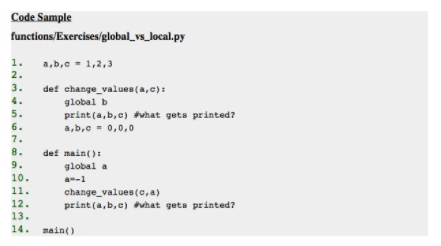 Code Sample
functions/Exercises/global_vs_local.py
1. a,b,c = 1,2,3
2.
3. def change_values(a,c):
4. global b
5. print(a,b,c) #what gets printed?
6. a,b,c = 0,0,0
7.
8. def main():
9. global a
10. a=-1
11. change_values(c,a)
12. print(a,b,c) #what gets printed?
13.
14. main()